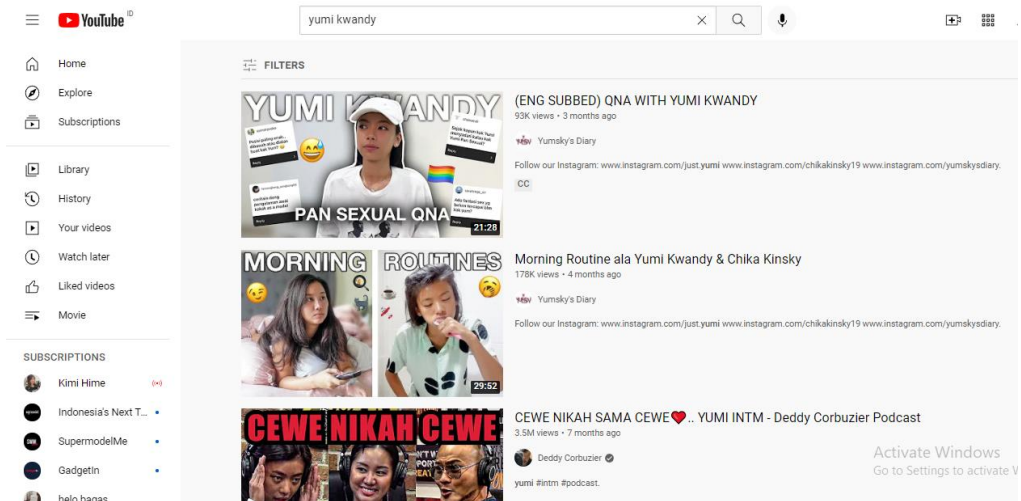 YouTube ID
yumi kwandy
Home
Explore
Subscriptions
Library
History
Your videos
Watch later
Liked videos
Movie
SUBSCRIPTIONS
Kimi Hime
Indonesia's Next T...
SupermodelMe
GadgetIn
helo bagas
FILTERS
YUMI KWANDY
PAN SEXUAL QNA
21:28
(ENG SUBBED) QNA WITH YUMI KWANDY
93K views • 3 months ago
Yumsky's Diary
Follow our Instagram: www.instagram.com/just.yumi www.instagram.com/chikakinsky19 www.instagram.com/yumskysdiary.
CC
MORNING ROUTINES
29:52
Morning Routine ala Yumi Kwandy & Chika Kinsky
178K views • 4 months ago
Yumsky's Diary
Follow our Instagram: www.instagram.com/just.yumi www.instagram.com/chikakinsky19 www.instagram.com/yumskysdiary.
CEWE NIKAH CEWE
CEWE NIKAH SAMA CEWE❤.. YUMI INTM - Deddy Corbuzier Podcast
3.5M views • 7 months ago
Deddy Corbuzier
yumi #intm #podcast.
Activate Windows
Go to Settings to activate W